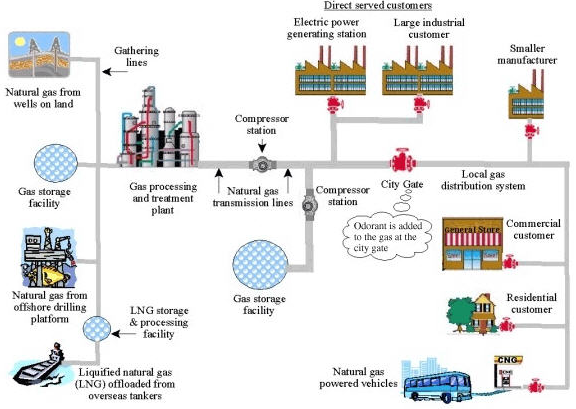 Direct served customers
Electric power
generating station
Large industrial
customer
Smaller
manufacturer
Gathering
lines
Natural gas from
wells on land
Compressor
station
Gas storage
facility
Gas processing
and treatment
plant
Natural gas
transmission lines
Compressor
station
City Gate
Local gas
distribution system
Odorant is added
to the gas at the
city gate
General Store
Commercial
customer
Natural gas from
offshore drilling
platform
Gas storage
facility
LNG storage
& processing
facility
Residential
customer
Liquified natural gas
(LNG) offloaded from
overseas tankers
Natural gas
powered vehicles
CNG